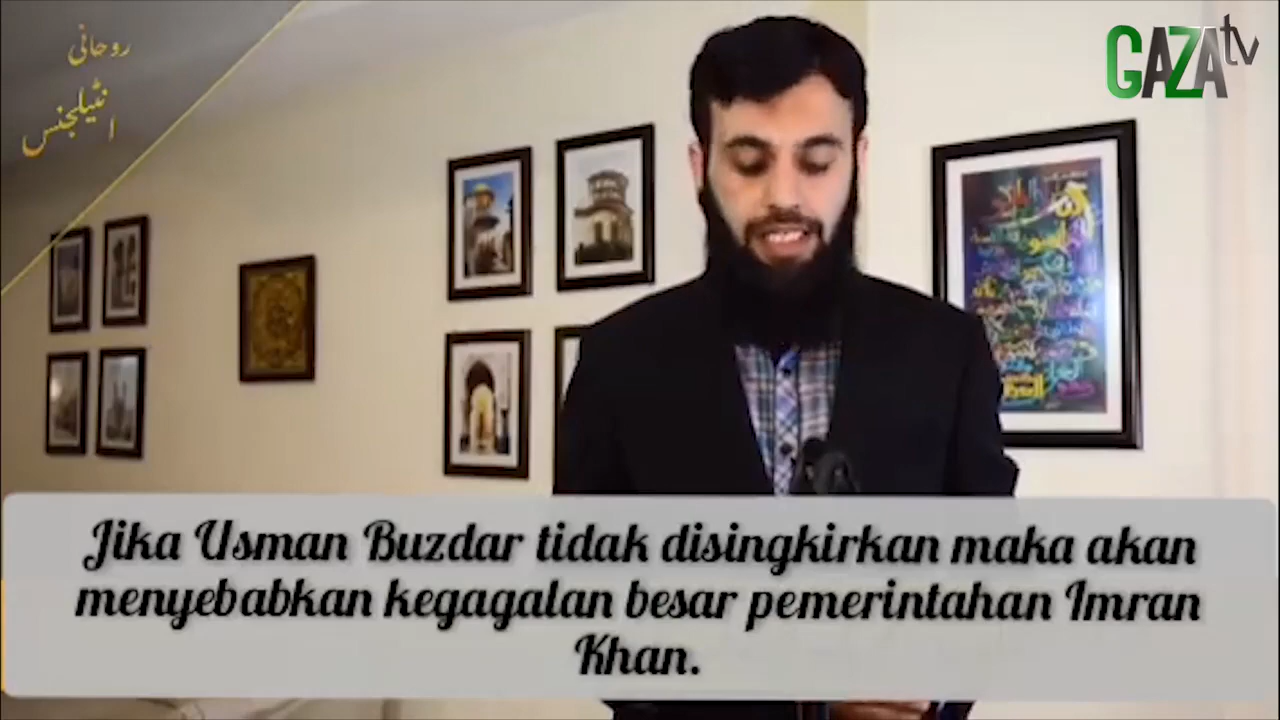 روحانی
انٹیلیجنس
GAZA tv
Jika Usman Buzdar tidak disingkirkan maka akan
menyebabkan kegagalan besar pemerintahan Imran
Khan.